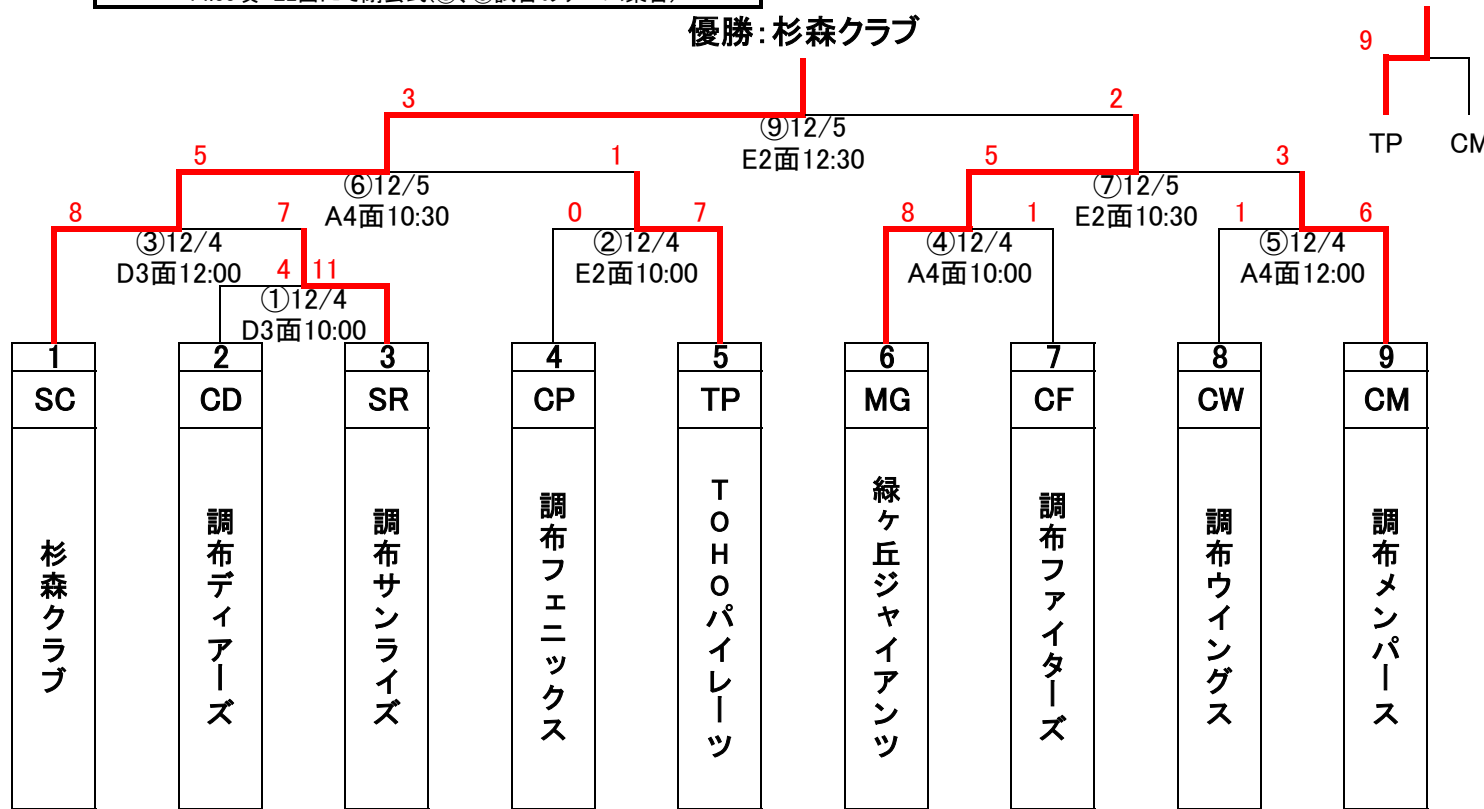 優勝：杉森クラブ
9
TP
3
2
⑨12/5
E2面12:30
5
1
5
3
⑥12/5
A4面10:30
⑦12/5
E2面10:30
8
7
0
7
8
1
1
6
③12/4
D3面12:00
②12/4
E2面10:00
④12/4
A4面10:00
⑤12/4
A4面12:00
4
11
①12/4
D3面10:00
1
2
3
4
5
6
7
8
9
SC
CD
SR
CP
TP
MG
CF
CW
CM
杉森クラブ
調布ディアーズ
調布サンライズ
調布フェニックス
TOHOパイレーツ
緑ヶ丘ジャイアンツ
調布ファイターズ
調布ウイングス
調布メンパース